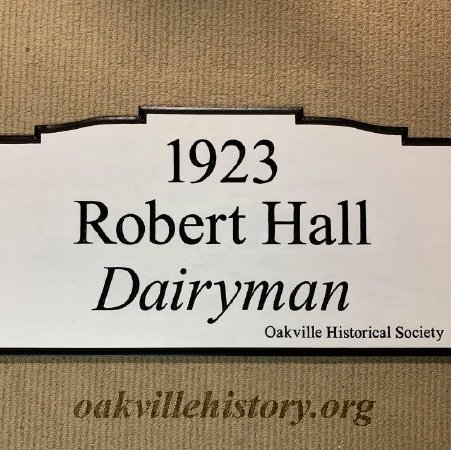 1923
Robert Hall
Dairyman
Oakville Historical Society
oakvillehistory.org